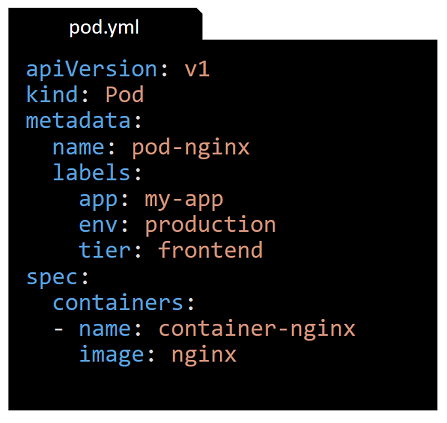 pod.yml
apiVersion: v1
kind: Pod
metadata:
  name: pod-nginx
  labels:
    app: my-app
    env: production
    tier: frontend
spec:
  containers:
  - name: container-nginx
    image: nginx